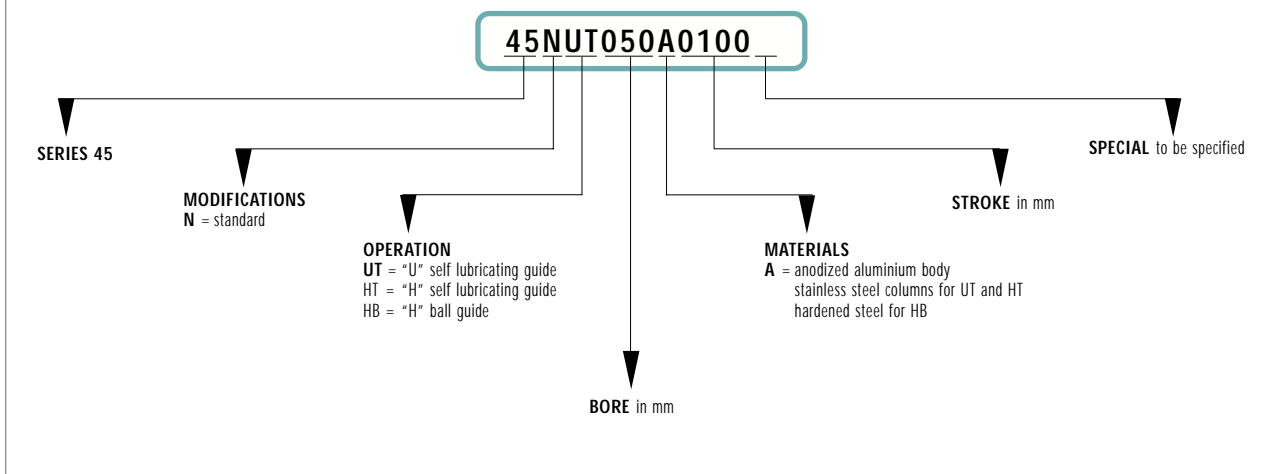 45NUT050A0100
SERIES 45
MODIFICATIONS
N = standard
OPERATION
UT = "U" self lubricating guide
HT = "H" self lubricating guide
HB = "H" ball guide
BORE in mm
MATERIALS
A = anodized aluminium body
stainless steel columns for UT and HT
hardened steel for HB
STROKE in mm
SPECIAL to be specified